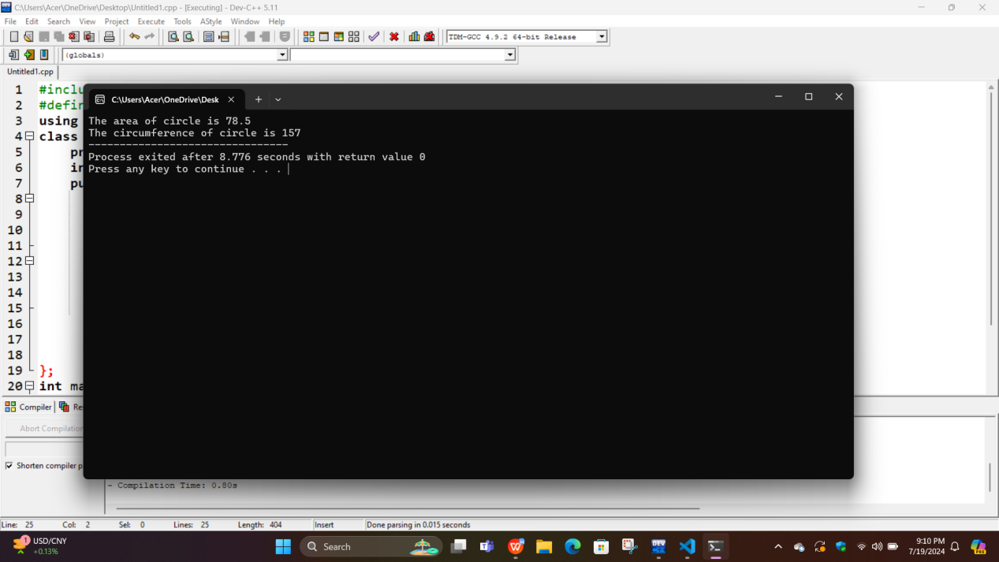 C:\Users\Acer\OneDrive\Desktop\Untitled1.cpp - [Executing] - Dev-C++ 5.11
File Edit Search View Project Execute Tools AStyle Window Help
TDM-GCC 4.9.2 64-bit Release
(globals)
Untitled1.cpp
C:\Users\Acer\OneDrive\Desk
The area of circle is 78.5
The circumference of circle is 157
--------------------------------
Process exited after 8.776 seconds with return value 0
Press any key to continue . . .
1 #inclu
2 #defin
3 using
4 class
5 pr
6 in
7 pu
8
9
10
11
12
13
14
15
16
17
18
19 };
20 int ma
Compiler Res
Abort Compilation
Shorten compiler p
- Compilation Time: 0.80s
Line: 25 Col: 2 Sel: 0 Lines: 25 Length: 404 Insert Done parsing in 0.015 seconds
1
USD/CNY
+0.13%
Search
DEV
9:10 PM
7/19/2024
PRE